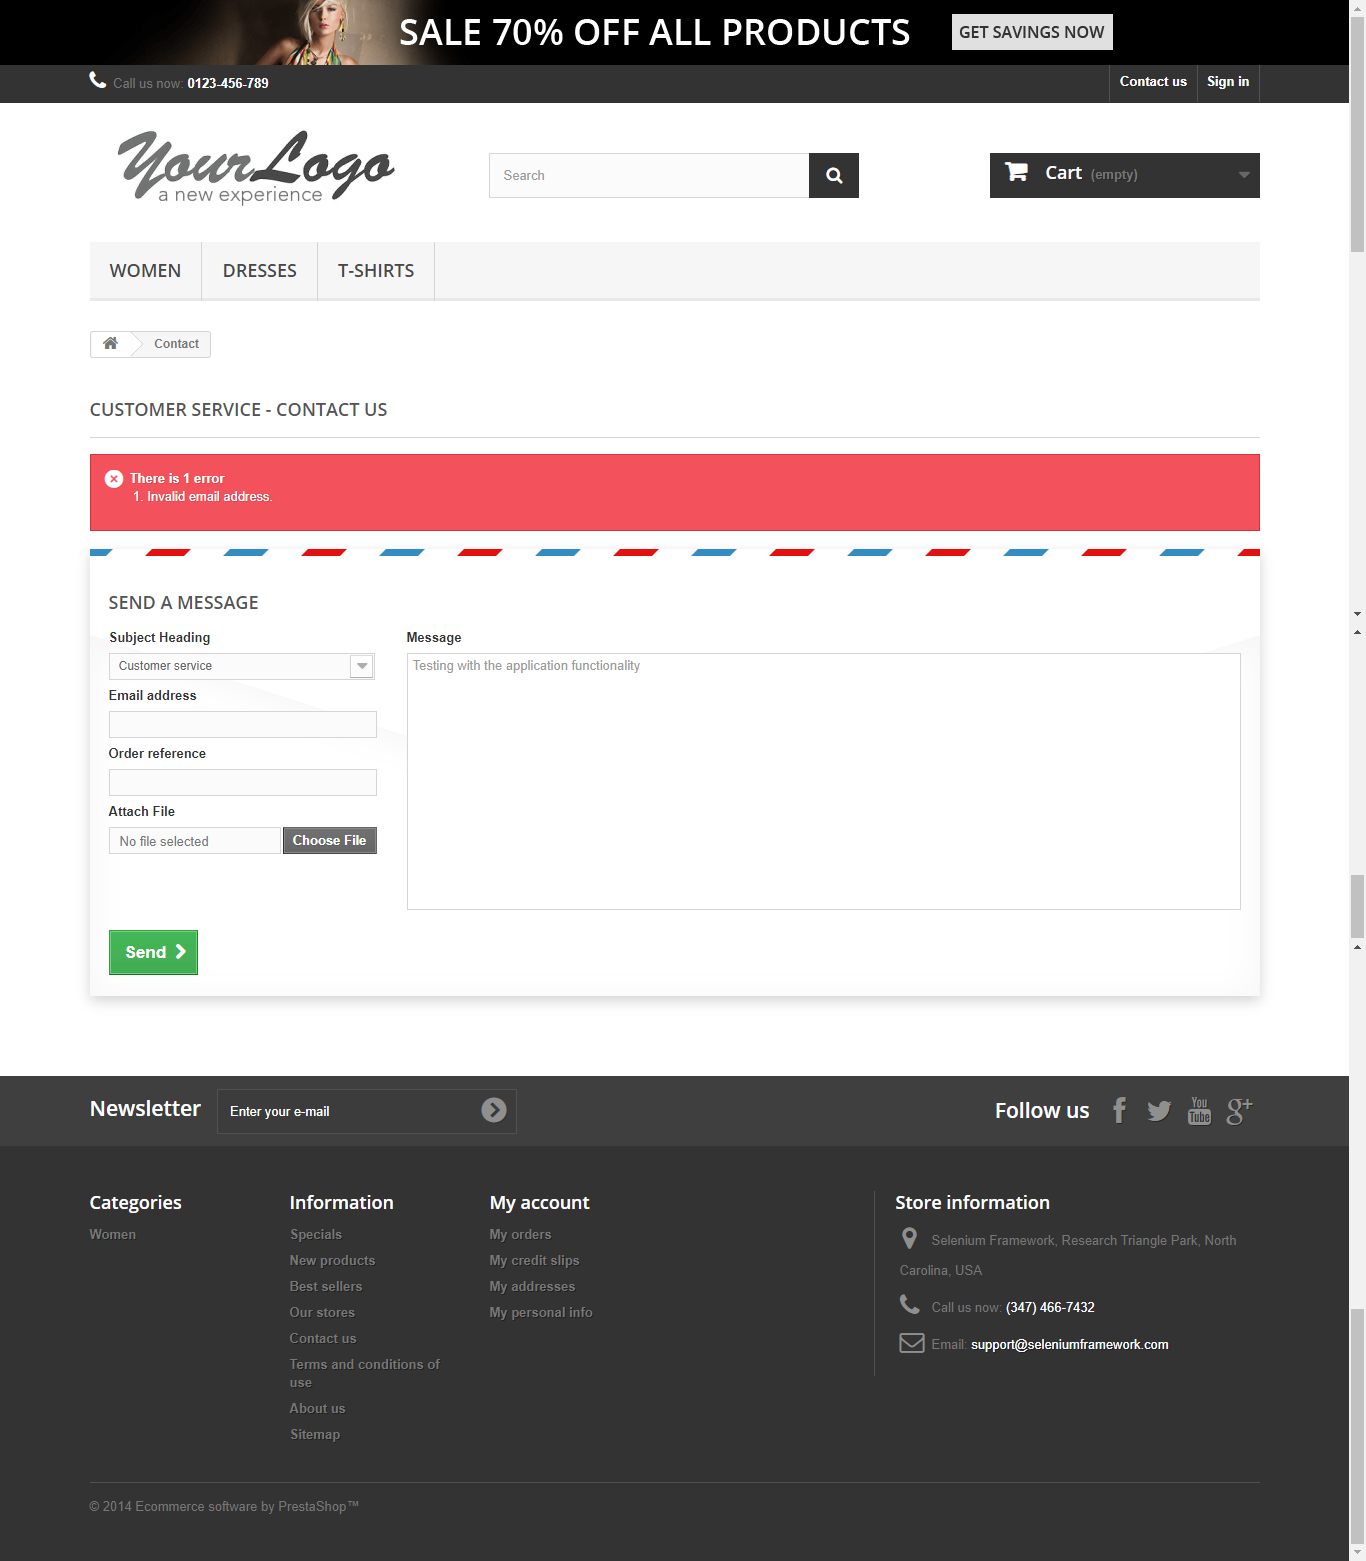 SALE 70% OFF ALL PRODUCTS GET SAVINGS NOW
Call us now: 0123-456-789 Contact us Sign in
Your Logo
a new experience
Search
Cart (empty)
WOMEN DRESSES T-SHIRTS
Contact
CUSTOMER SERVICE - CONTACT US
There is 1 error
1. Invalid email address.
SEND A MESSAGE
Subject Heading
Customer service
Email address
Order reference
Attach File
No file selected Choose File
Message
Testing with the application functionality
Send
Newsletter Enter your e-mail
Follow us
You
Tube
g+
Categories
Women
Information
Specials
New products
Best sellers
Our stores
Contact us
Terms and conditions of
use
About us
Sitemap
My account
My orders
My credit slips
My addresses
My personal info
Store information
Selenium Framework, Research Triangle Park, North
Carolina, USA
Call us now: (347) 466-7432
Email: support@seleniumframework.com
© 2014 Ecommerce software by PrestaShop™